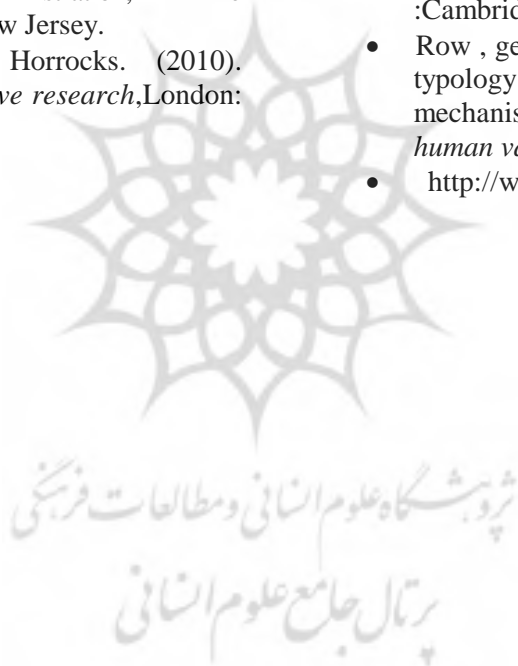 w Jersey.
Horrocks. (2010).
ve research,London:
:Cambrid
• Row , ge
typology
mechanis
human va
• http://w
پژوهشگاه علوم انسانی و مطالعات فرهنگی
پرتال جامع علوم انسانی